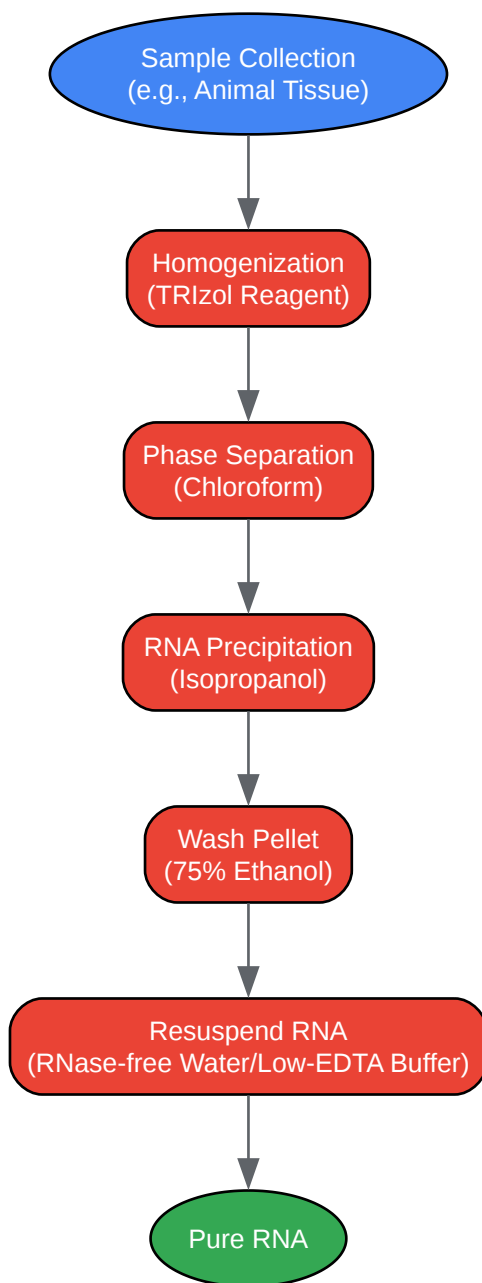 Sample Collection
(e.g., Animal Tissue)
Homogenization
(TRIzol Reagent)
Phase Separation
(Chloroform)
RNA Precipitation
(Isopropanol)
Wash Pellet
(75% Ethanol)
Resuspend RNA
(RNase-free Water/Low-EDTA Buffer)
Pure RNA